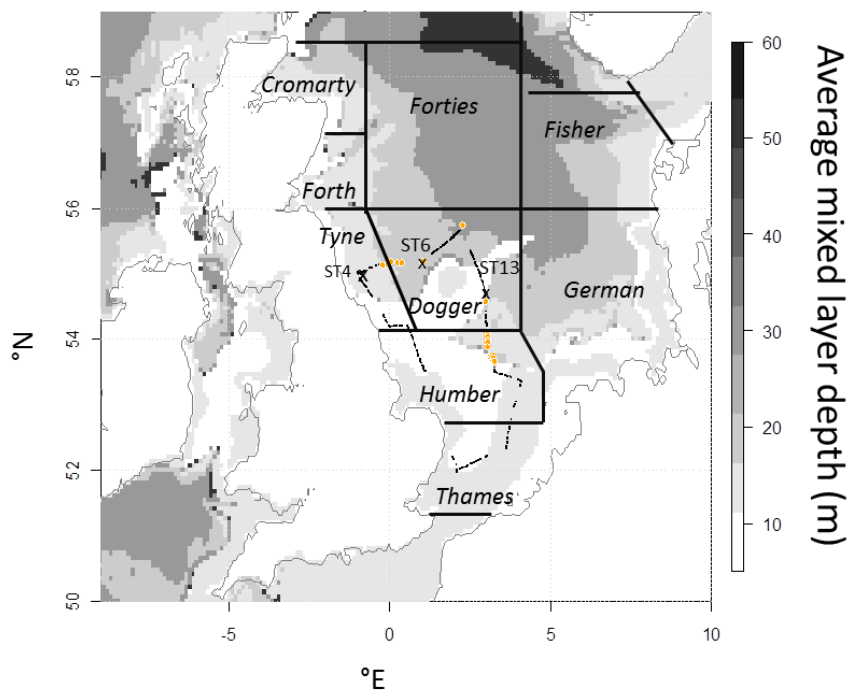 58
Cromarty
Forties
Fisher
Forth
56
Tyne
ST6
ST4
ST13
Dogger
German
54
°N
Humber
52
Thames
50
-5
0
5
10
°E
60
50
40
30
20
10
Average mixed layer depth (m)